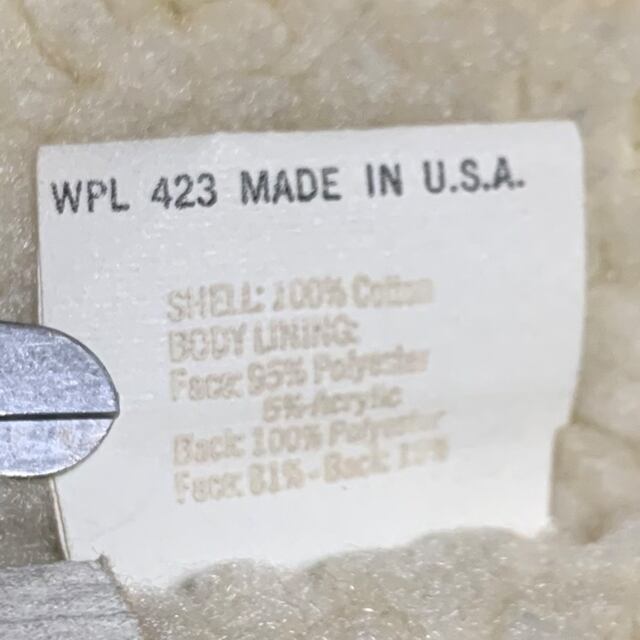 WPL 423 MADE IN U.S.A.
SHELL: 100% Cotton
BODY LINING:
Face: 95% Polyester
5% Acrylic
Back: 100% Polyester
Face: 81% - Back